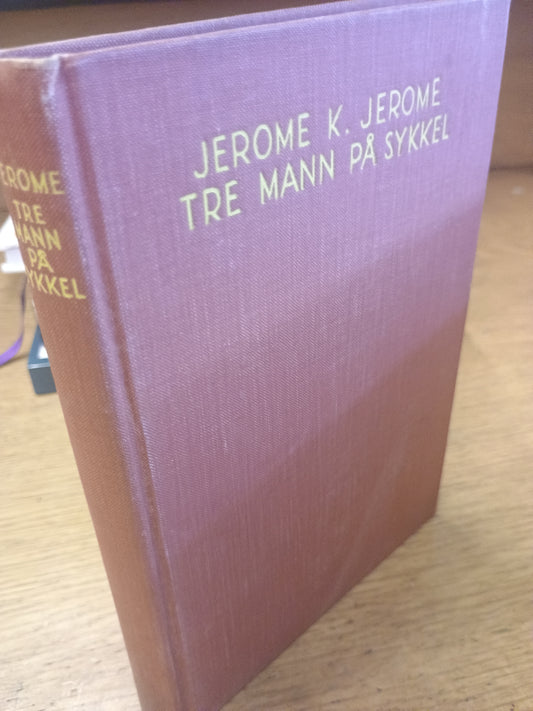 JEROME K. JEROME
TRE MANN PÅ SYKKEL
JEROME
TRE
MANN
PÅ
SYKKEL